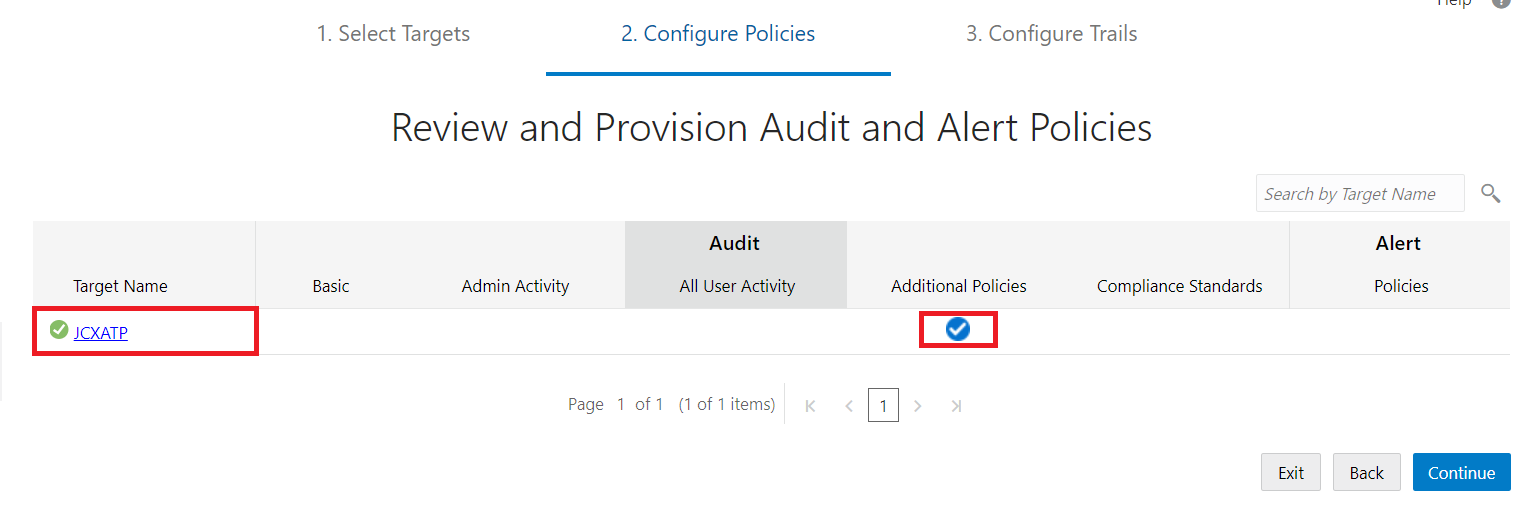 Help ?
1. Select Targets 2. Configure Policies 3. Configure Trails
Review and Provision Audit and Alert Policies
Search by Target Name
Audit Alert
Target Name Basic Admin Activity All User Activity Additional Policies Compliance Standards Policies
JCXATP
Page 1 of 1 (1 of 1 items) 1
Exit Back Continue